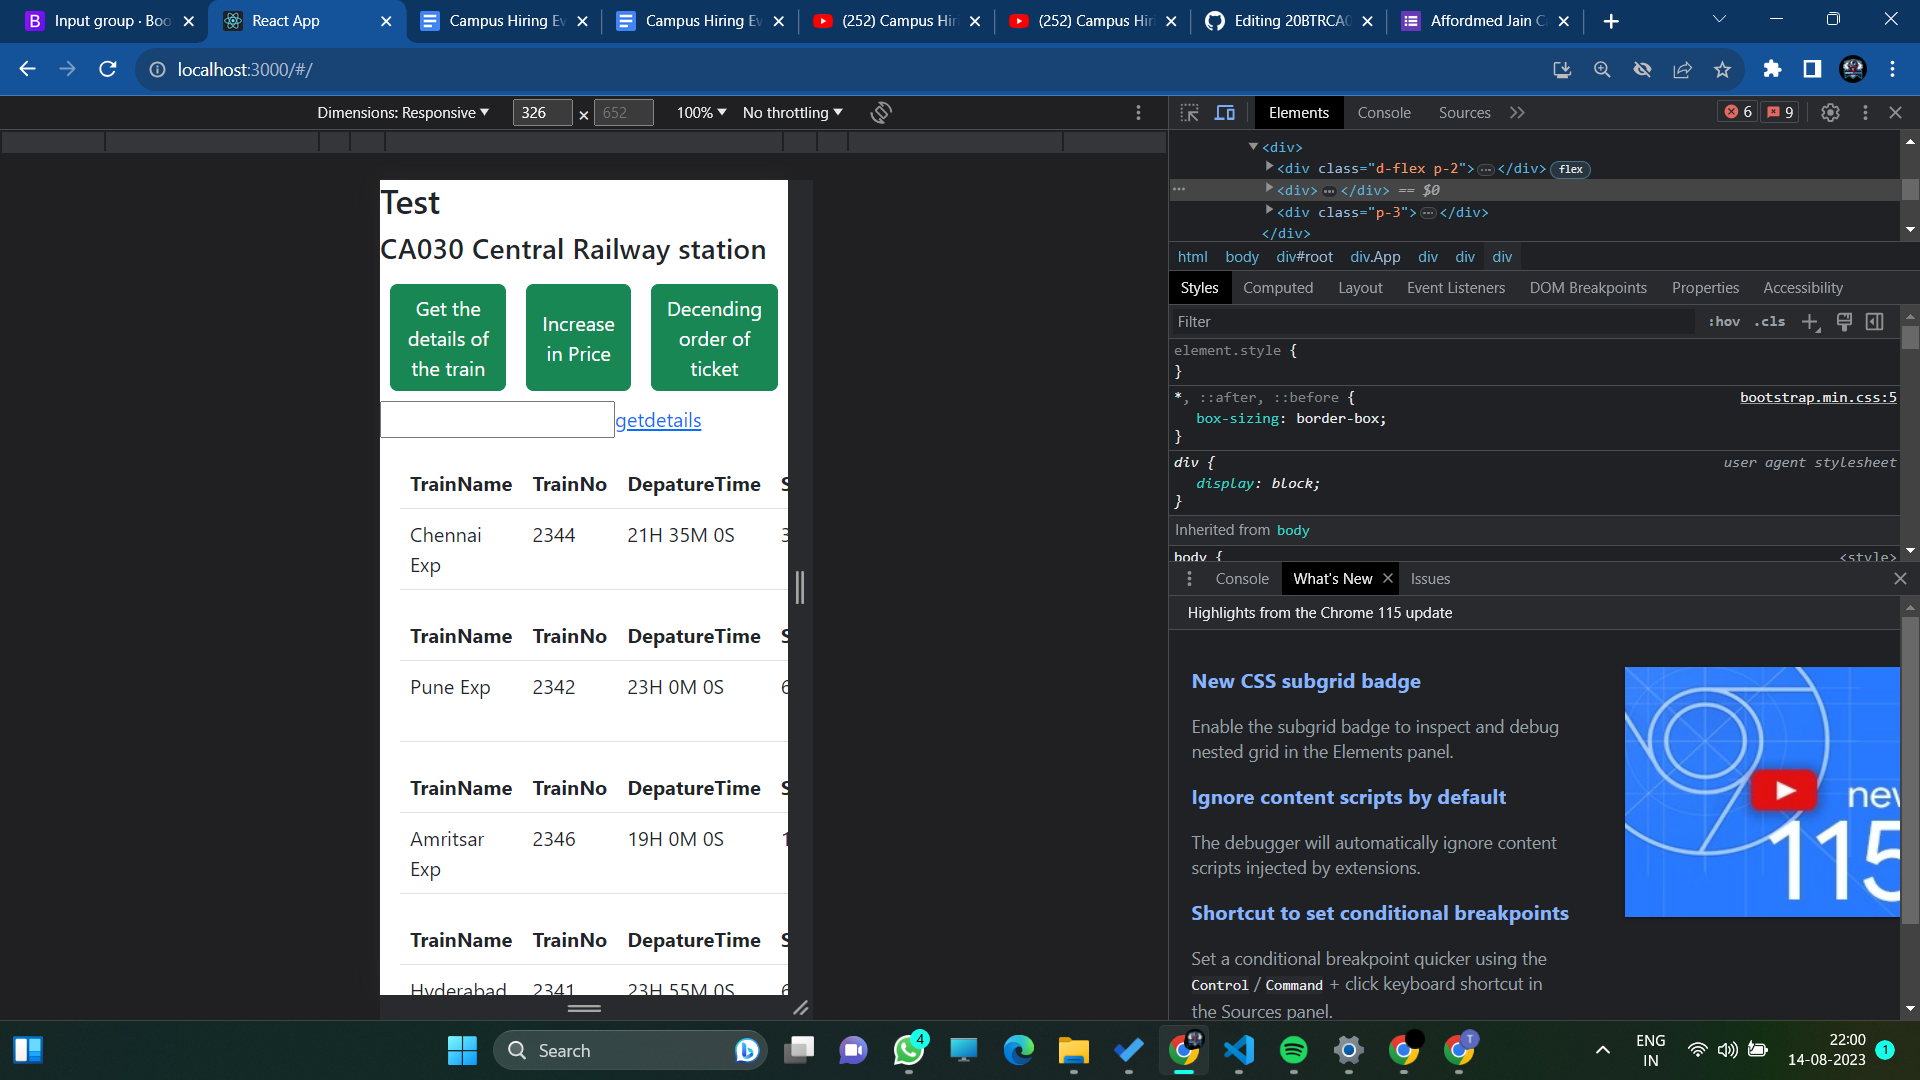 Input group · Boo
React App
Campus Hiring Ev
Campus Hiring Ev
(252) Campus Hiri
(252) Campus Hiri
Editing 20BTRCA0
Affordmed Jain C
localhost:3000/#/
Dimensions: Responsive
326
×
652
100%
No throttling
Elements
Console
Sources
6
9
Test
CA030 Central Railway station
Get the details of the train
Increase in Price
Decending order of ticket
getdetails
TrainName TrainNo DepatureTime S
Chennai Exp 2344 21H 35M 0S 3
TrainName TrainNo DepatureTime S
Pune Exp 2342 23H 0M 0S 6
TrainName TrainNo DepatureTime S
Amritsar Exp 2346 19H 0M 0S 1
TrainName TrainNo DepatureTime S
Hyderabad 2341 23H 55M 0S 6
<div>
<div class="d-flex p-2">…</div> flex
… <div>…</div> == $0
<div class="p-3">…</div>
</div>
html body div#root div.App div div div
Styles Computed Layout Event Listeners DOM Breakpoints Properties Accessibility
Filter :hov .cls
element.style {
}
*, ::after, ::before { bootstrap.min.css:5
box-sizing: border-box;
}
div { user agent stylesheet
display: block;
}
Inherited from body
body { <style>
Console What's New Issues
Highlights from the Chrome 115 update
New CSS subgrid badge
Enable the subgrid badge to inspect and debug
nested grid in the Elements panel.
Ignore content scripts by default
The debugger will automatically ignore content
scripts injected by extensions.
Shortcut to set conditional breakpoints
Set a conditional breakpoint quicker using the
Control / Command + click keyboard shortcut in
the Sources panel.
new
115
Search
4
T
ENG
IN
22:00
14-08-2023
1